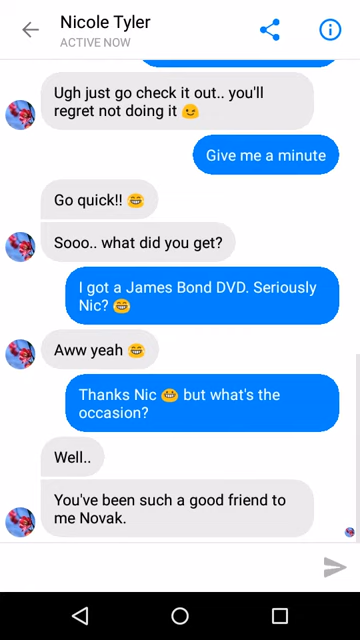 Nicole Tyler
ACTIVE NOW
Ugh just go check it out.. you'll
regret not doing it 😉
Give me a minute
Go quick!! 😂
Sooo.. what did you get?
I got a James Bond DVD. Seriously
Nic? 😂
Aww yeah 😂
Thanks Nic 😂 but what's the
occasion?
Well..
You've been such a good friend to
me Novak.